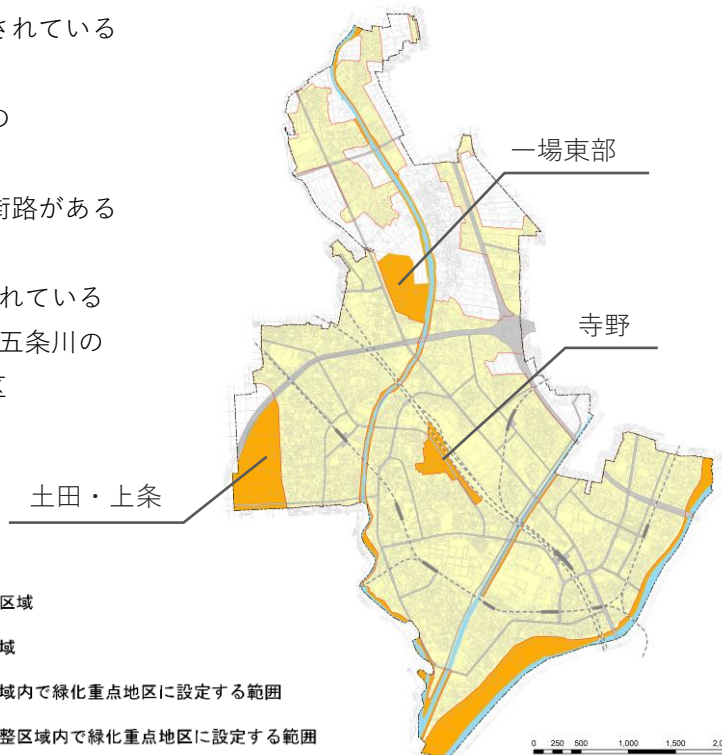 されている
の
街路がある
れている
五条川の
区
一場東部
寺野
土田・上条
区域
域
域内で緑化重点地区に設定する範囲
整区域内で緑化重点地区に設定する範囲
0 250 500 1,000 1,500 2,0